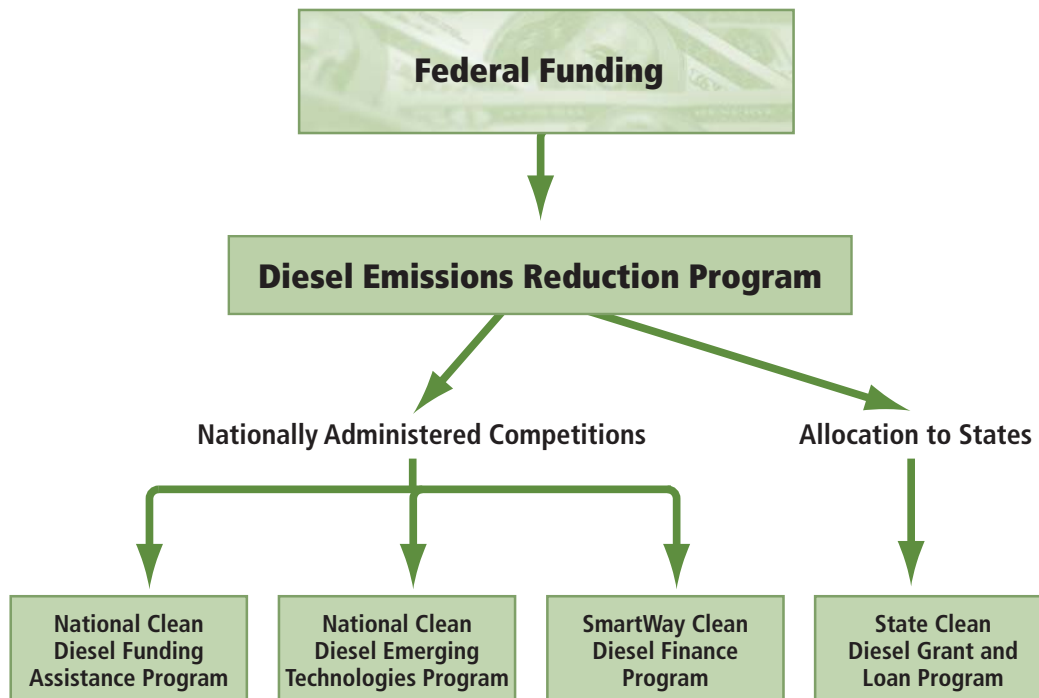 Federal Funding
Diesel Emissions Reduction Program
Nationally Administered Competitions
Allocation to States
National Clean
Diesel Funding
Assistance Program
National Clean
Diesel Emerging
Technologies Program
SmartWay Clean
Diesel Finance
Program
State Clean
Diesel Grant and
Loan Program